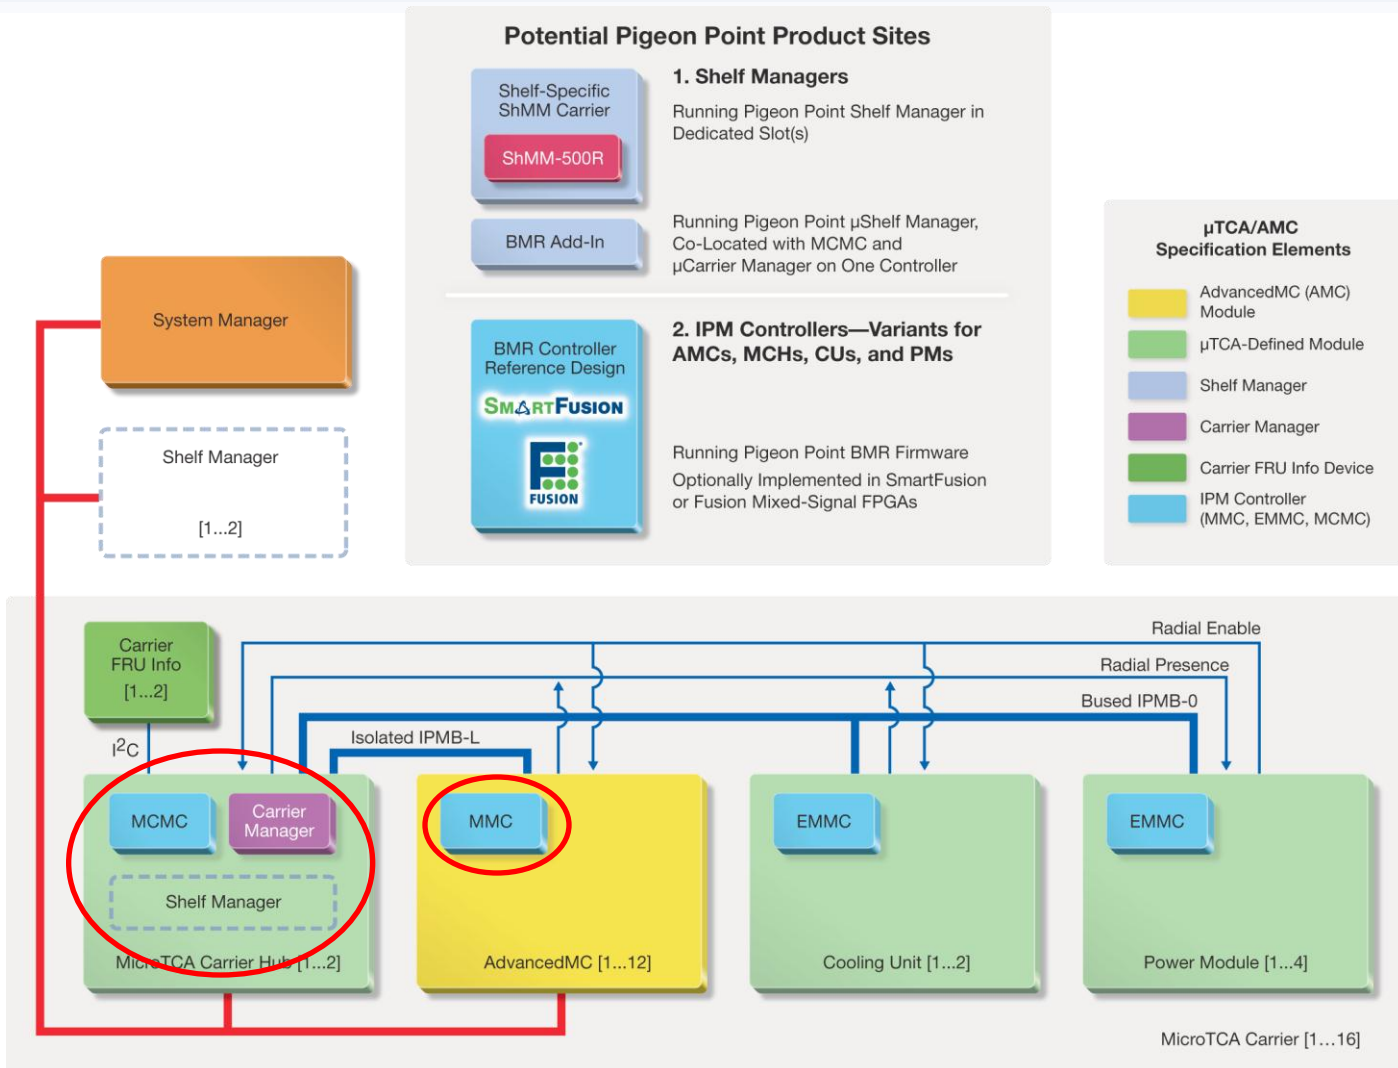 Potential Pigeon Point Product Sites
Shelf-Specific
ShMM Carrier
ShMM-500R
1. Shelf Managers
Running Pigeon Point Shelf Manager in
Dedicated Slot(s)
BMR Add-In
Running Pigeon Point µShelf Manager,
Co-Located with MCMC and
µCarrier Manager on One Controller
BMR Controller
Reference Design
SMARTFUSION
FUSION
2. IPM Controllers—Variants for
AMCs, MCHs, CUs, and PMs
Running Pigeon Point BMR Firmware
Optionally Implemented in SmartFusion
or Fusion Mixed-Signal FPGAs
µTCA/AMC
Specification Elements
AdvancedMC (AMC)
Module
µTCA-Defined Module
Shelf Manager
Carrier Manager
Carrier FRU Info Device
IPM Controller
(MMC, EMMC, MCMC)
System Manager
Shelf Manager
[1...2]
Carrier
FRU Info
[1...2]
I²C
Radial Enable
Radial Presence
Bused IPMB-0
Isolated IPMB-L
MCMC
Carrier
Manager
Shelf Manager
MicroTCA Carrier Hub [1...2]
MMC
AdvancedMC [1...12]
EMMC
Cooling Unit [1...2]
EMMC
Power Module [1...4]
MicroTCA Carrier [1...16]